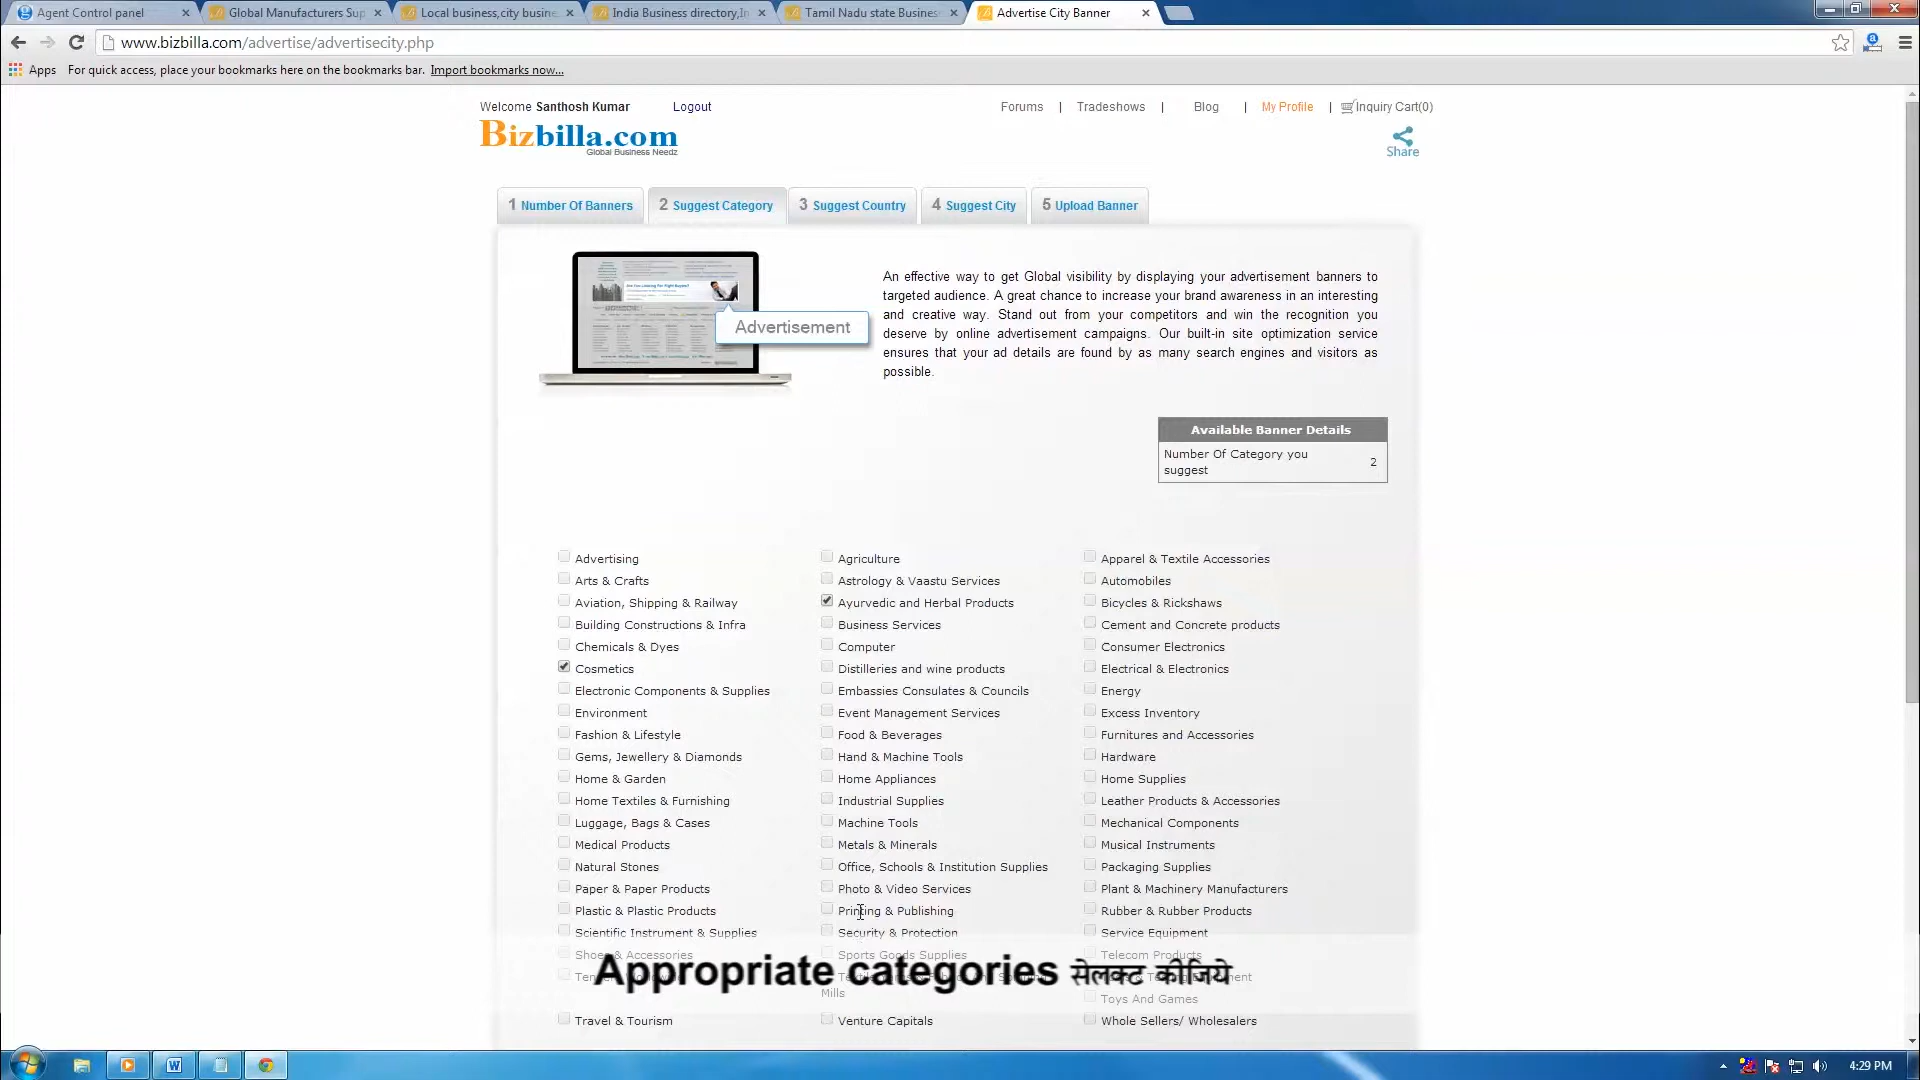 Agent Control panel
Global Manufacturers Sup
Local business,city busine
India Business directory,In
Tamil Nadu state Business
Advertise City Banner
www.bizbilla.com/advertise/advertisecity.php
Apps For quick access, place your bookmarks here on the bookmarks bar. Import bookmarks now...
Welcome Santhosh Kumar Logout
Forums | Tradeshows | Blog | My Profile | Inquiry Cart(0)
Bizbilla.com
Global Business Needz
Share
1 Number Of Banners
2 Suggest Category
3 Suggest Country
4 Suggest City
5 Upload Banner
Advertisement
An effective way to get Global visibility by displaying your advertisement banners to
targeted audience. A great chance to increase your brand awareness in an interesting
and creative way. Stand out from your competitors and win the recognition you
deserve by online advertisement campaigns. Our built-in site optimization service
ensures that your ad details are found by as many search engines and visitors as
possible.
Available Banner Details
Number Of Category you
suggest 2
Advertising Agriculture Apparel & Textile Accessories
Arts & Crafts Astrology & Vaastu Services Automobiles
Aviation, Shipping & Railway Ayurvedic and Herbal Products Bicycles & Rickshaws
Building Constructions & Infra Business Services Cement and Concrete products
Chemicals & Dyes Computer Consumer Electronics
Cosmetics Distilleries and wine products Electrical & Electronics
Electronic Components & Supplies Embassies Consulates & Councils Energy
Environment Event Management Services Excess Inventory
Fashion & Lifestyle Food & Beverages Furnitures and Accessories
Gems, Jewellery & Diamonds Hand & Machine Tools Hardware
Home & Garden Home Appliances Home Supplies
Home Textiles & Furnishing Industrial Supplies Leather Products & Accessories
Luggage, Bags & Cases Machine Tools Mechanical Components
Medical Products Metals & Minerals Musical Instruments
Natural Stones Office, Schools & Institution Supplies Packaging Supplies
Paper & Paper Products Photo & Video Services Plant & Machinery Manufacturers
Plastic & Plastic Products Printing & Publishing Rubber & Rubber Products
Scientific Instrument & Supplies Security & Protection Service Equipment
Shoes & Accessories Sports Goods Supplies Telecom Products
Appropriate categories सेलक्ट कीजिये
Mills Toys And Games
Travel & Tourism Venture Capitals Whole Sellers/ Wholesalers
4:29 PM